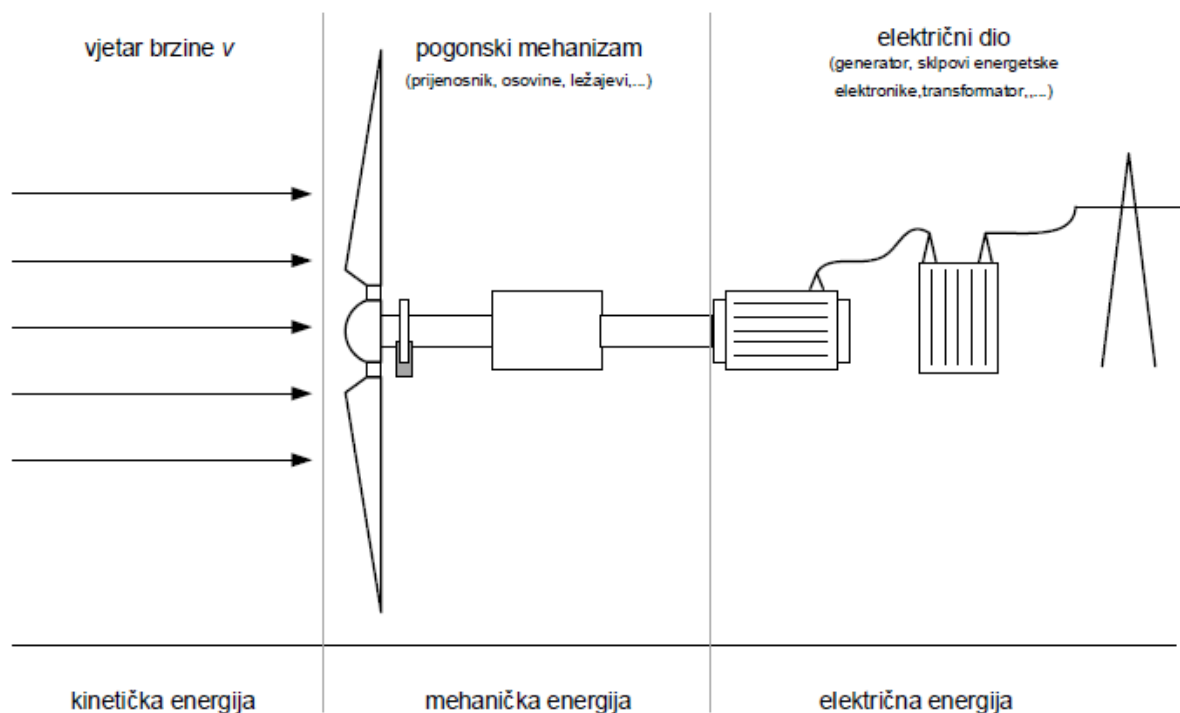 vjetar brzine v
pogonski mehanizam
(prijenosnik, osovine, ležajevi,...)
električni dio
(generator, sklpovi energetske
elektronike,transformator,,...)
kinetička energija
mehanička energija
električna energija